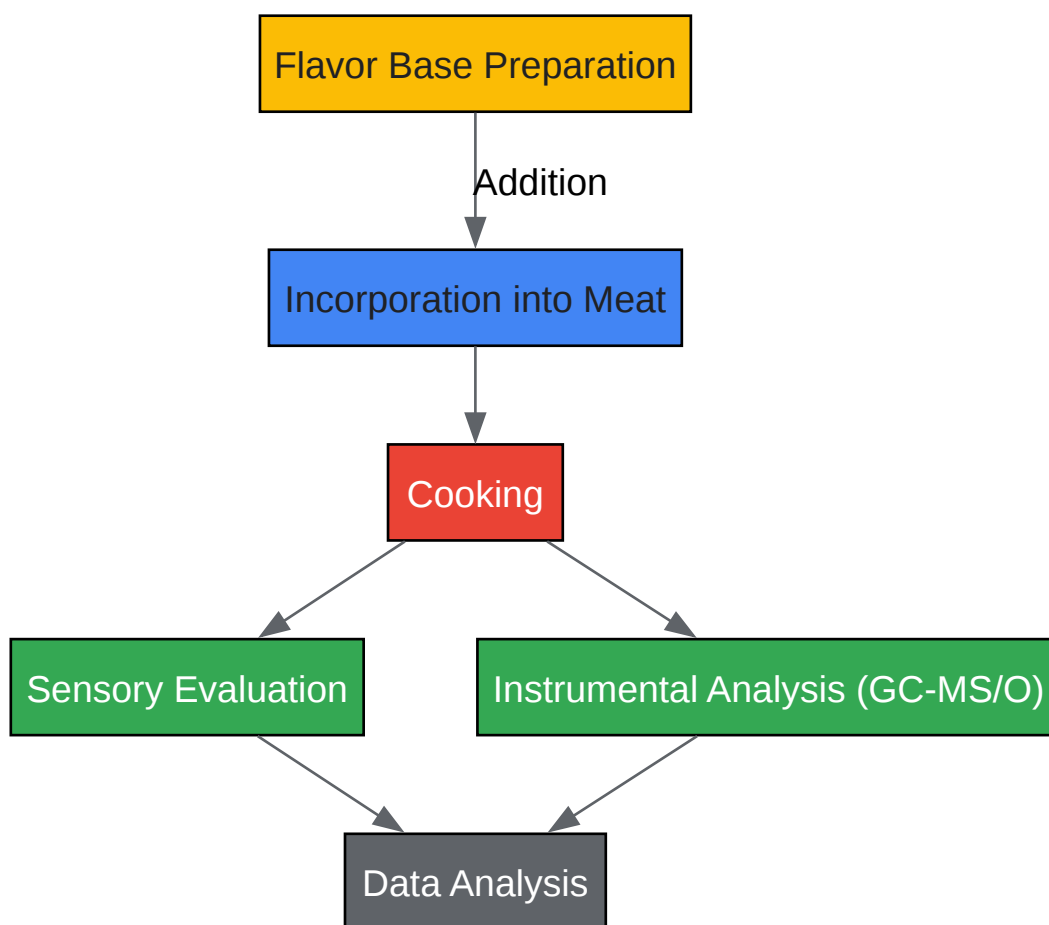 Flavor Base Preparation
Addition
Incorporation into Meat
Cooking
Sensory Evaluation
Instrumental Analysis (GC-MS/O)
Data Analysis